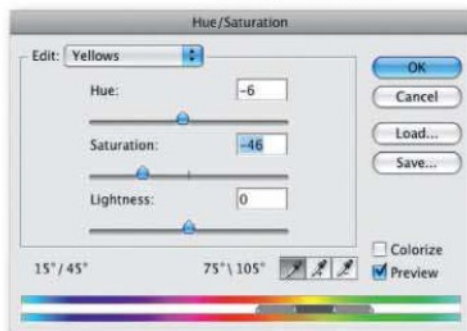 Hue/Saturation
Edit: Yellows
OK
Hue: -6
Cancel
Load...
Saturation: -46
Save...
Lightness: 0
Colorize
15°/45° 75°\105°
Preview